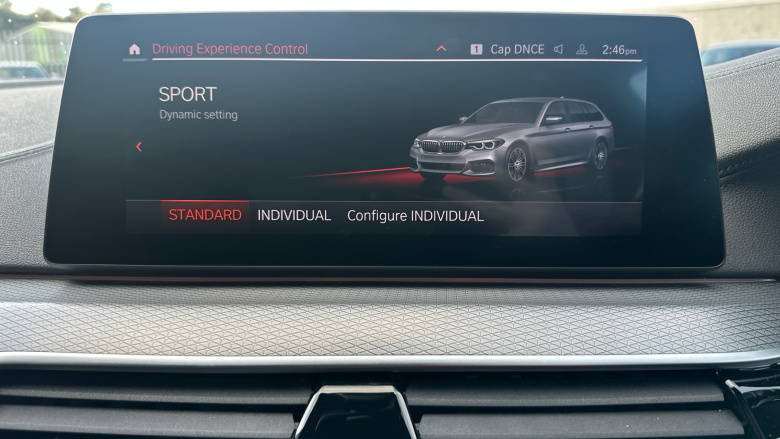 Driving Experience Control 1 Cap DNCE 2:46pm
SPORT
Dynamic setting
STANDARD INDIVIDUAL Configure INDIVIDUAL